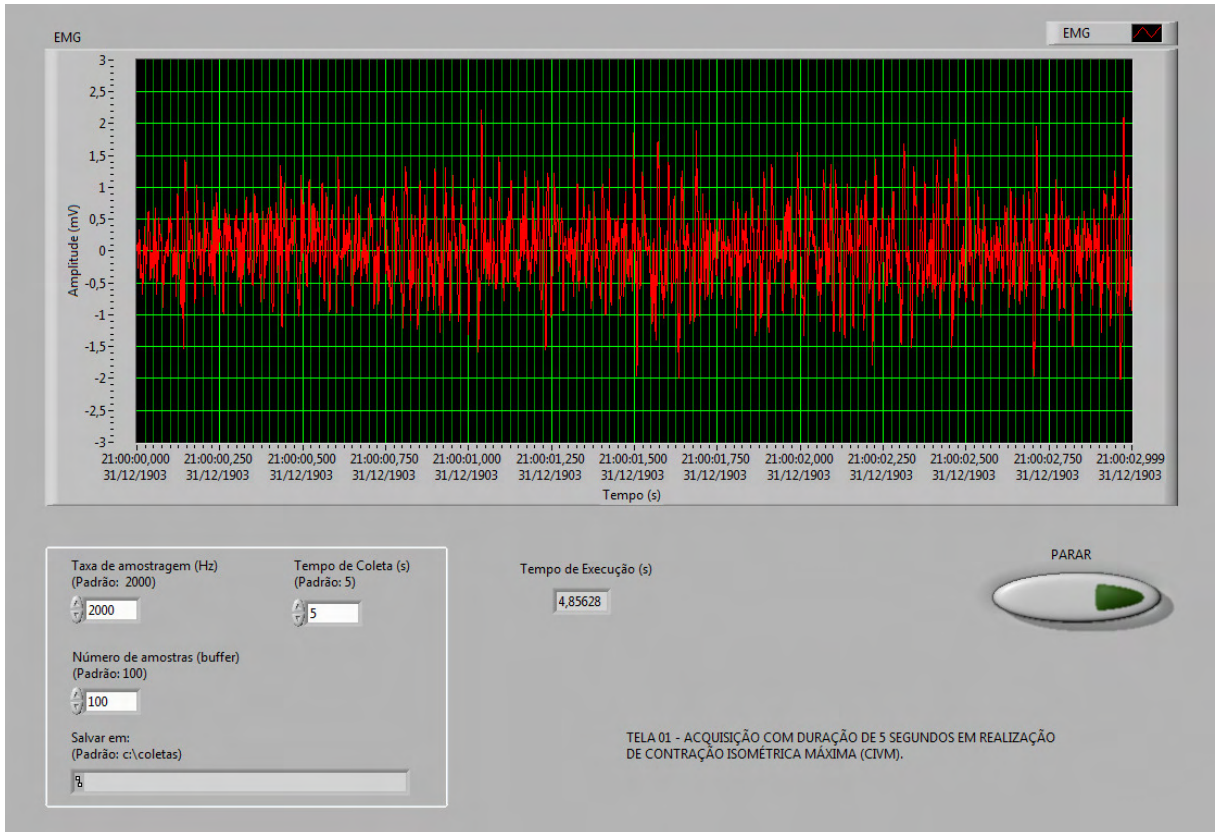 EMG
EMG
3
2,5
2
1,5
1
0,5
0
-0,5
-1
-1,5
-2
-2,5
-3
Amplitude (mV)
21:00:00,000 21:00:00,250 21:00:00,500 21:00:00,750 21:00:01,000 21:00:01,250 21:00:01,500 21:00:01,750 21:00:02,000 21:00:02,250 21:00:02,500 21:00:02,750 21:00:02,999
31/12/1903 31/12/1903 31/12/1903 31/12/1903 31/12/1903 31/12/1903 31/12/1903 31/12/1903 31/12/1903 31/12/1903 31/12/1903 31/12/1903 31/12/1903
Tempo (s)
Taxa de amostragem (Hz)
(Padrão: 2000)
2000
Tempo de Coleta (s)
(Padrão: 5)
5
Número de amostras (buffer)
(Padrão: 100)
100
Salvar em:
(Padrão: c:\coletas)
Tempo de Execução (s)
4,85628
PARAR
TELA 01 - ACQUISIÇÃO COM DURAÇÃO DE 5 SEGUNDOS EM REALIZAÇÃO
DE CONTRAÇÃO ISOMÉTRICA MÁXIMA (CIVM).